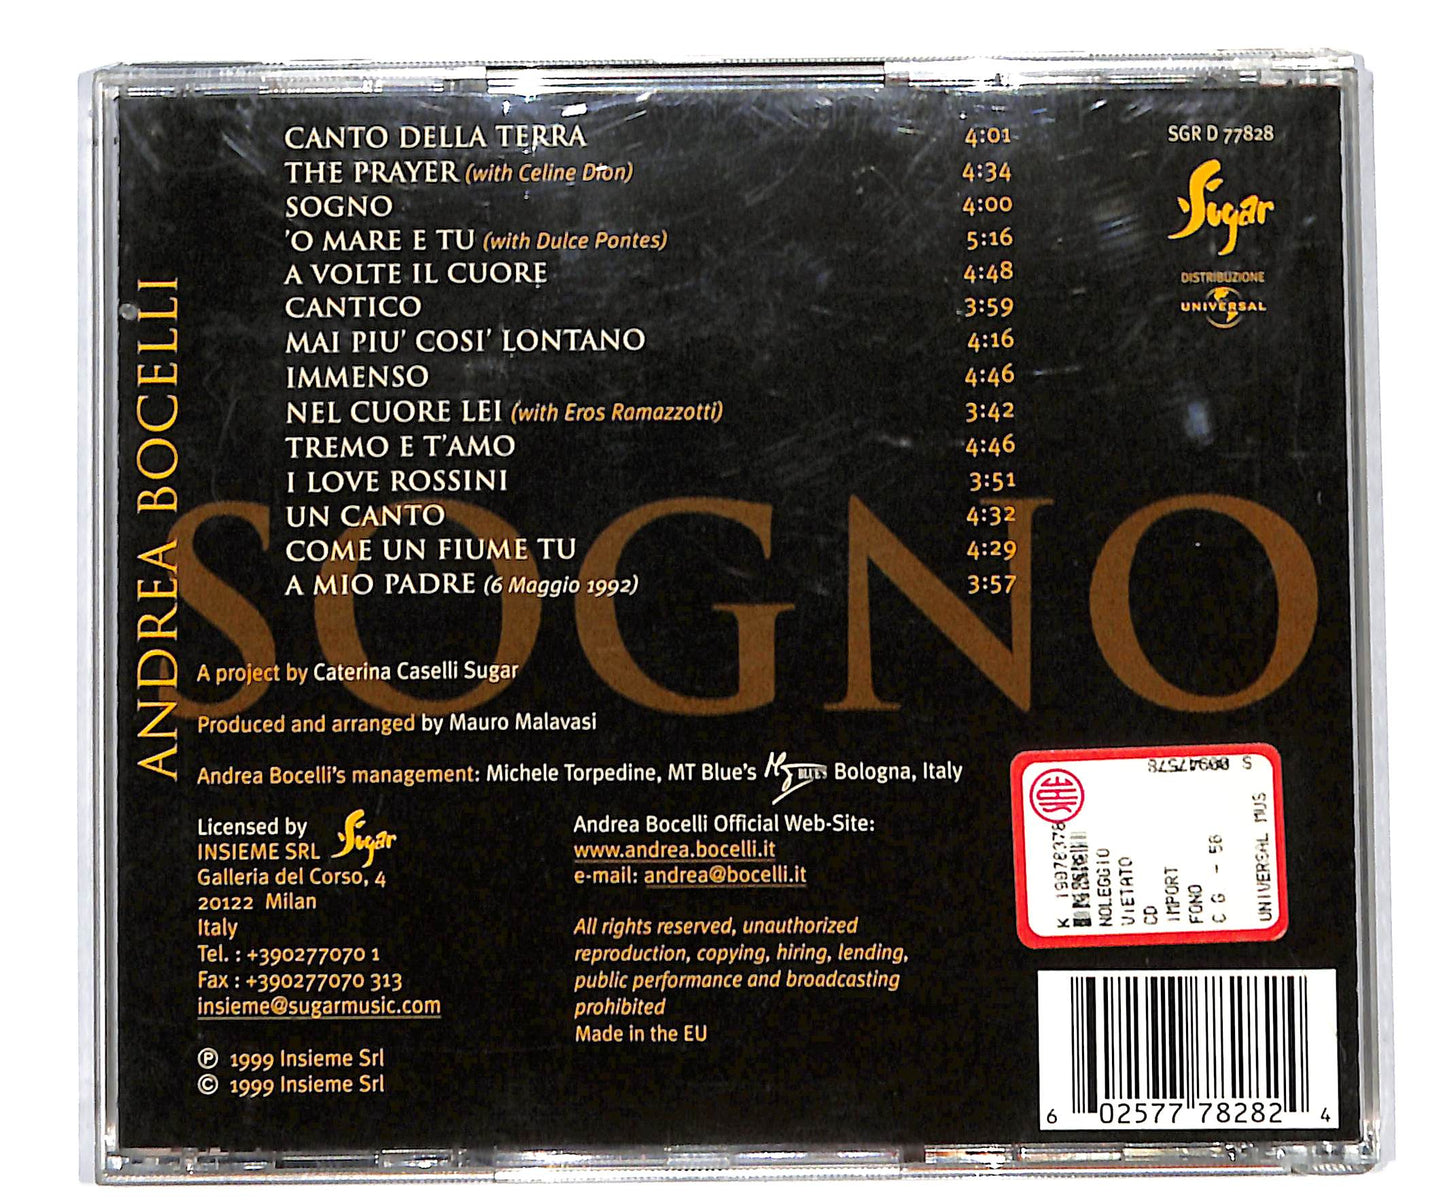 CANTO DELLA TERRA 4:01
THE PRAYER (with Celine Dion) 4:34
SOGNO 4:00
'O MARE E TU (with Dulce Pontes) 5:16
A VOLTE IL CUORE 4:48
CANTICO 3:59
MAI PIU' COSI' LONTANO 4:16
IMMENSO 4:46
NEL CUORE LEI (with Eros Ramazzotti) 3:42
TREMO E T'AMO 4:46
I LOVE ROSSINI 3:51
UN CANTO 4:32
COME UN FIUME TU 4:29
A MIO PADRE (6 Maggio 1992) 3:57
SGR D 77828
Sugar
DISTRIBUZIONE
UNIVERSAL
ANDREA BOCELLI
SOGNO
A project by Caterina Caselli Sugar
Produced and arranged by Mauro Malavasi
Andrea Bocelli's management: Michele Torpedine, MT Blue's BLUE'S Bologna, Italy
Licensed by
INSIEME SRL Sugar
Galleria del Corso, 4
20122 Milan
Italy
Tel. : +390277070 1
Fax : +390277070 313
insieme@sugarmusic.com
℗ 1999 Insieme Srl
© 1999 Insieme Srl
Andrea Bocelli Official Web-Site:
www.andrea.bocelli.it
e-mail: andrea@bocelli.it
All rights reserved, unauthorized
reproduction, copying, hiring, lending,
public performance and broadcasting
prohibited
Made in the EU
SIAE
K 19078378
NOLEGGIO
VIETATO
CD
IMPORT
FONO
C G - 56
UNIVERSAL MUS
6 02577 78282 4